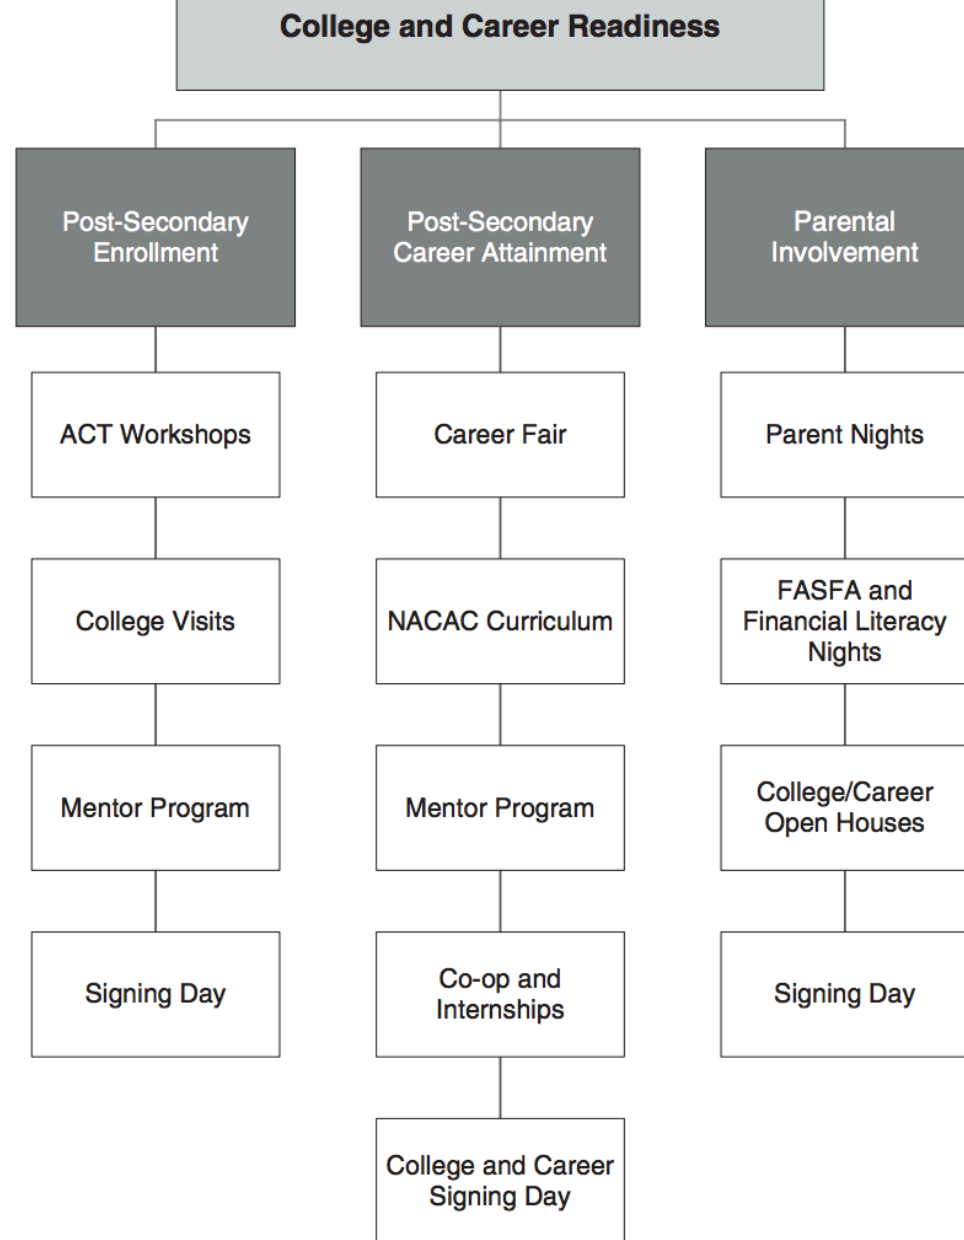 College and Career Readiness
Post-Secondary
Enrollment
ACT Workshops
College Visits
Mentor Program
Signing Day
Post-Secondary
Career Attainment
Career Fair
NACAC Curriculum
Mentor Program
Co-op and
Internships
College and Career
Signing Day
Parental
Involvement
Parent Nights
FASFA and
Financial Literacy
Nights
College/Career
Open Houses
Signing Day